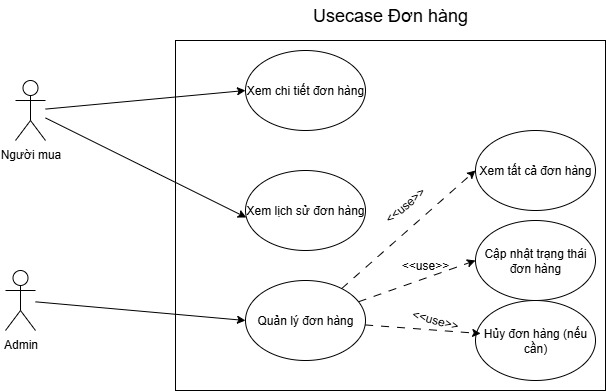 Usecase Đơn hàng
Xem chi tiết đơn hàng
Người mua
Xem tất cả đơn hàng
<<use>>
Xem lịch sử đơn hàng
Cập nhật trạng thái
đơn hàng
<<use>>
Quản lý đơn hàng
<<use>>
Hủy đơn hàng (nếu
cần)
Admin